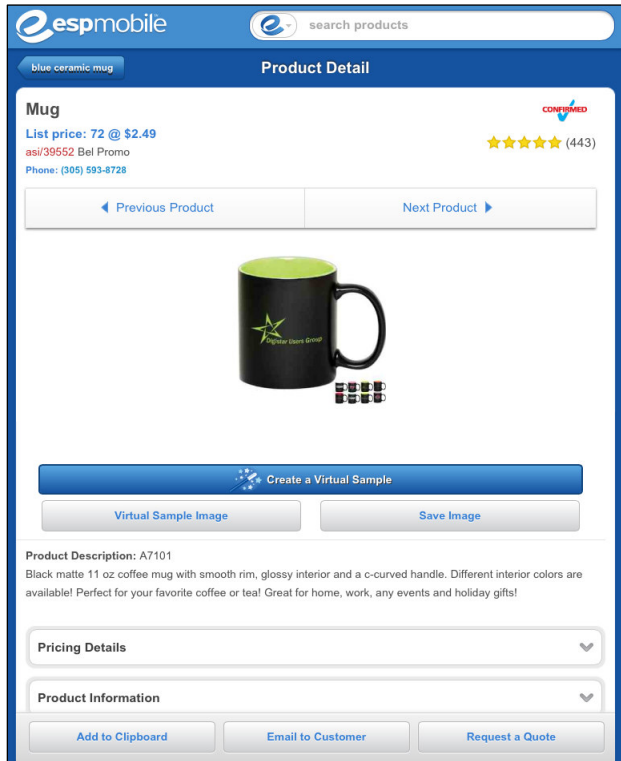 espmobile
search products
blue ceramic mug
Product Detail
Mug
CONFIRMED
List price: 72 @ $2.49
asi/39552 Bel Promo
(443)
Phone: (305) 593-8728
Previous Product
Next Product
Digistar Users Group
Create a Virtual Sample
Virtual Sample Image
Save Image
Product Description: A7101
Black matte 11 oz coffee mug with smooth rim, glossy interior and a c-curved handle. Different interior colors are
available! Perfect for your favorite coffee or tea! Great for home, work, any events and holiday gifts!
Pricing Details
Product Information
Add to Clipboard
Email to Customer
Request a Quote